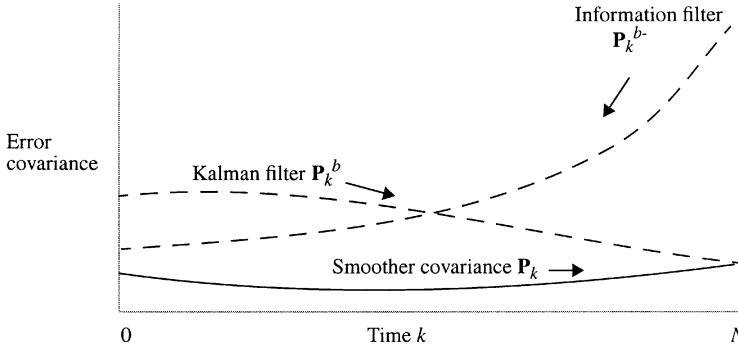 Information filter
P_k^{b-}
Error
covariance
Kalman filter P_k^b
Smoother covariance P_k
0
Time k
N